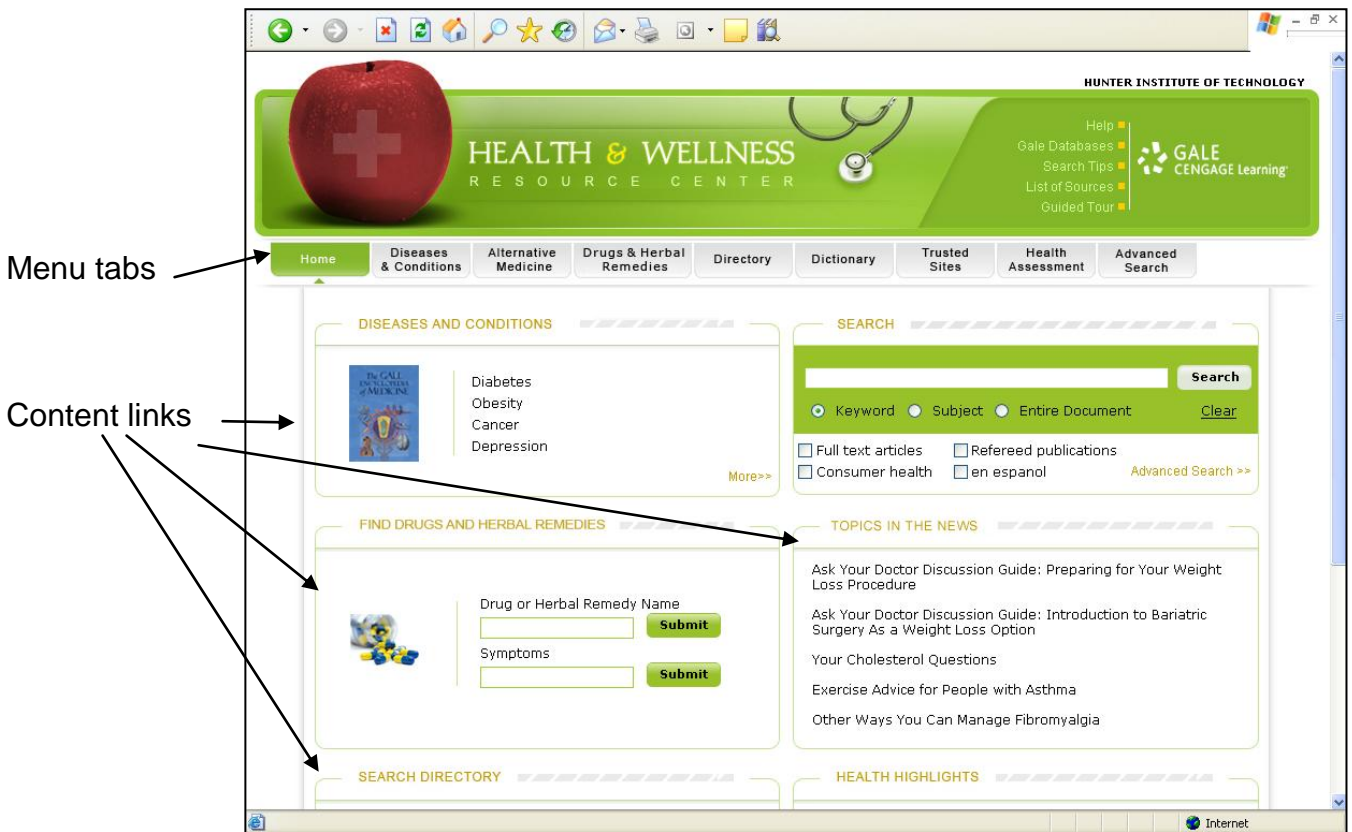 HUNTER INSTITUTE OF TECHNOLOGY
HEALTH & WELLNESS
RESOURCE CENTER
Help
Gale Databases
Search Tips
List of Sources
Guided Tour
GALE
CENGAGE Learning
Menu tabs
Home
Diseases
& Conditions
Alternative
Medicine
Drugs & Herbal
Remedies
Directory
Dictionary
Trusted
Sites
Health
Assessment
Advanced
Search
Content links
DISEASES AND CONDITIONS
The GALE
ENCYCLOPEDIA
of MEDICINE
Diabetes
Obesity
Cancer
Depression
More>>
SEARCH
Search
Keyword Subject Entire Document Clear
Full text articles Refereed publications
Consumer health en espanol Advanced Search >>
FIND DRUGS AND HERBAL REMEDIES
Drug or Herbal Remedy Name
Submit
Symptoms
Submit
TOPICS IN THE NEWS
Ask Your Doctor Discussion Guide: Preparing for Your Weight
Loss Procedure
Ask Your Doctor Discussion Guide: Introduction to Bariatric
Surgery As a Weight Loss Option
Your Cholesterol Questions
Exercise Advice for People with Asthma
Other Ways You Can Manage Fibromyalgia
SEARCH DIRECTORY
HEALTH HIGHLIGHTS
Internet